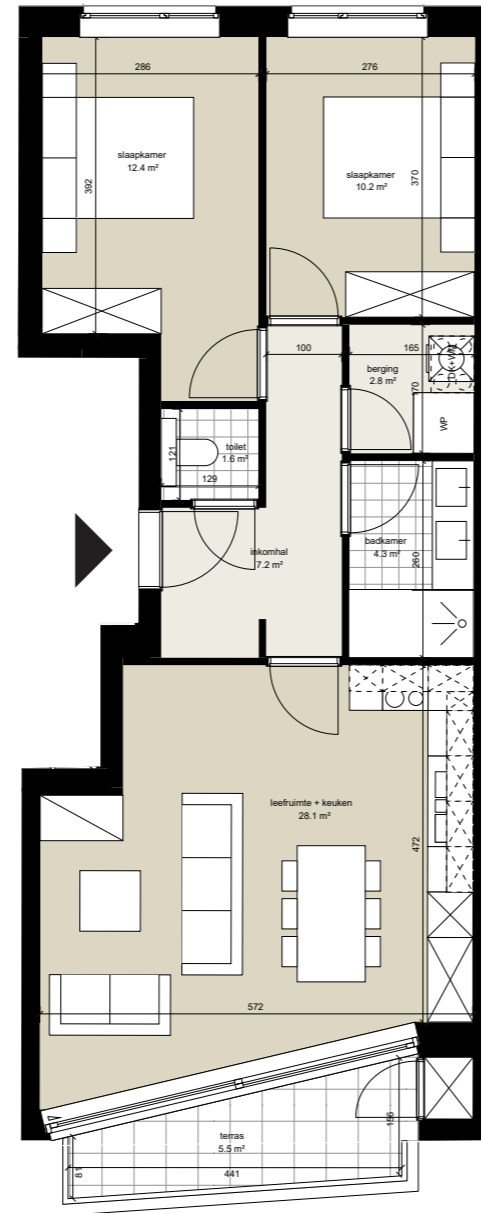 286
276
slaapkamer
12.4 m²
392
slaapkamer
10.2 m²
370
100
165
berging
2.8 m²
170
DK+WM
WP
toilet
1.6 m²
121
129
inkomhal
7.2 m²
badkamer
4.3 m²
260
leefruimte + keuken
28.1 m²
472
572
terras
5.5 m²
156
81
441